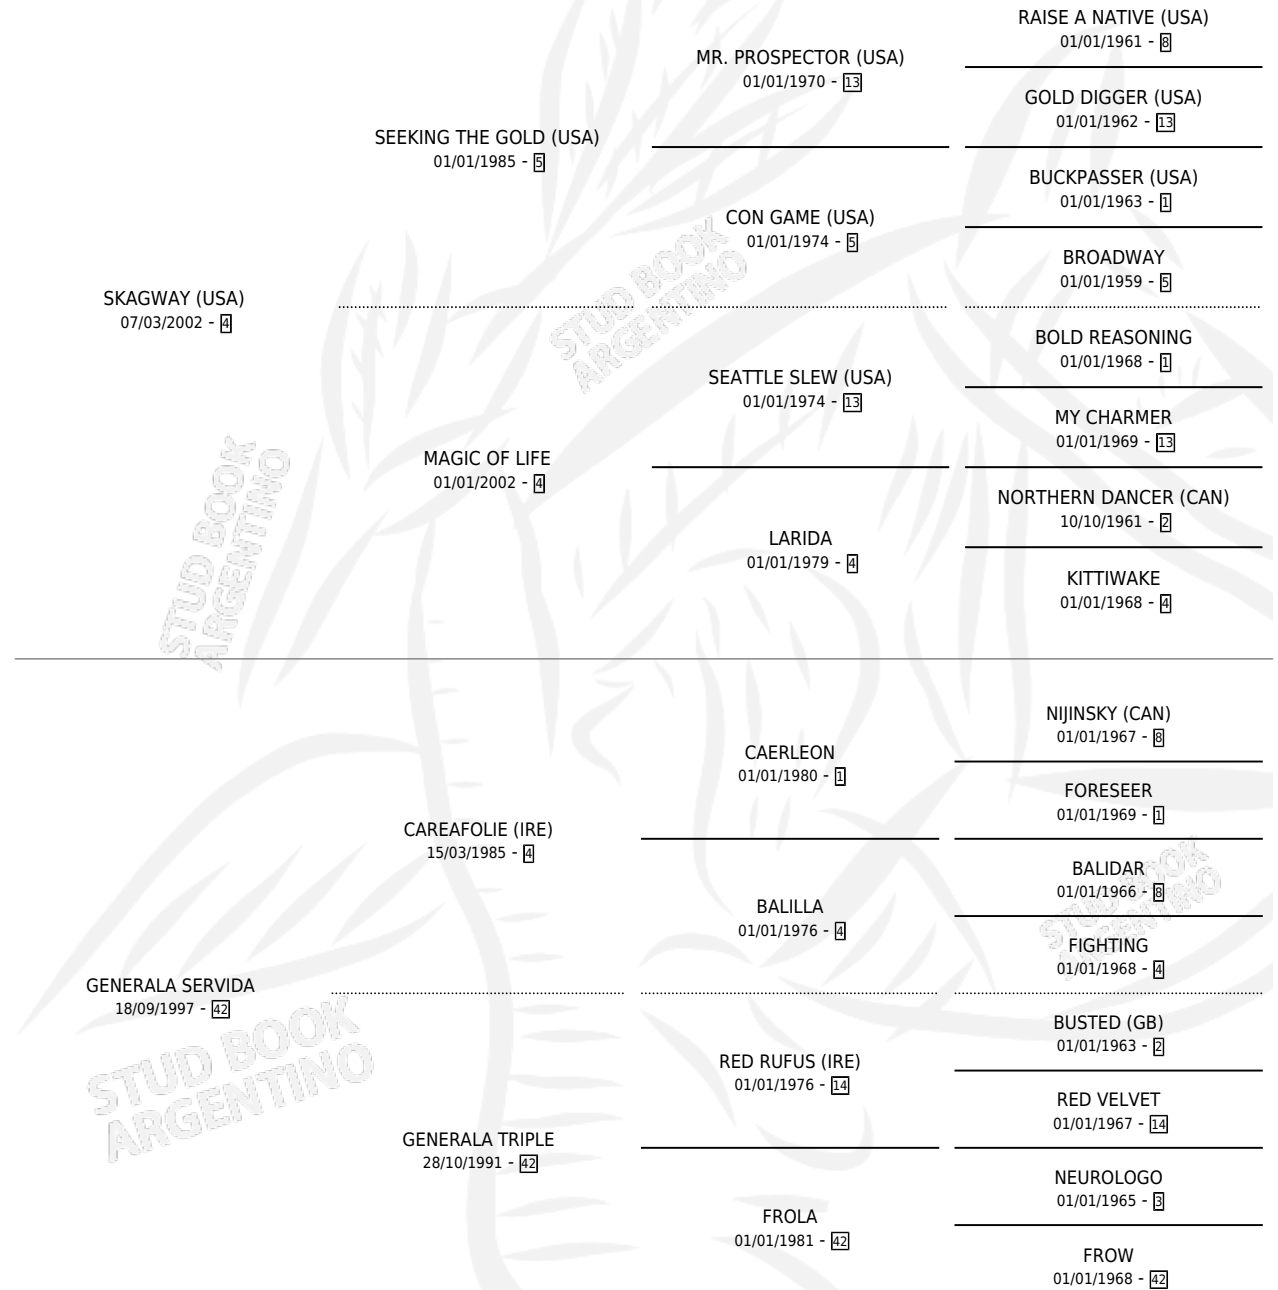 RAISE A NATIVE (USA)
01/01/1961 - 8
MR. PROSPECTOR (USA)
01/01/1970 - 13
GOLD DIGGER (USA)
01/01/1962 - 13
SEEKING THE GOLD (USA)
01/01/1985 - 5
BUCKPASSER (USA)
01/01/1963 - 1
CON GAME (USA)
01/01/1974 - 5
BROADWAY
01/01/1959 - 5
SKAGWAY (USA)
07/03/2002 - 4
BOLD REASONING
01/01/1968 - 1
SEATTLE SLEW (USA)
01/01/1974 - 13
MY CHARMER
01/01/1969 - 13
MAGIC OF LIFE
01/01/2002 - 4
NORTHERN DANCER (CAN)
10/10/1961 - 2
LARIDA
01/01/1979 - 4
KITTIWAKE
01/01/1968 - 4
NIJINSKY (CAN)
01/01/1967 - 8
CAERLEON
01/01/1980 - 1
FORESEER
01/01/1969 - 1
CAREAFOLIE (IRE)
15/03/1985 - 4
BALIDAR
01/01/1966 - 8
BALILLA
01/01/1976 - 4
FIGHTING
01/01/1968 - 4
GENERALA SERVIDA
18/09/1997 - 42
BUSTED (GB)
01/01/1963 - 2
RED RUFUS (IRE)
01/01/1976 - 14
RED VELVET
01/01/1967 - 14
GENERALA TRIPLE
28/10/1991 - 42
NEUROLOGO
01/01/1965 - 3
FROLA
01/01/1981 - 42
FROW
01/01/1968 - 42
STUD BOOK
ARGENTINO
STUD BOOK
ARGENTINO
STUD BOOK
ARGENTINO
STUD BOOK
ARGENTINO